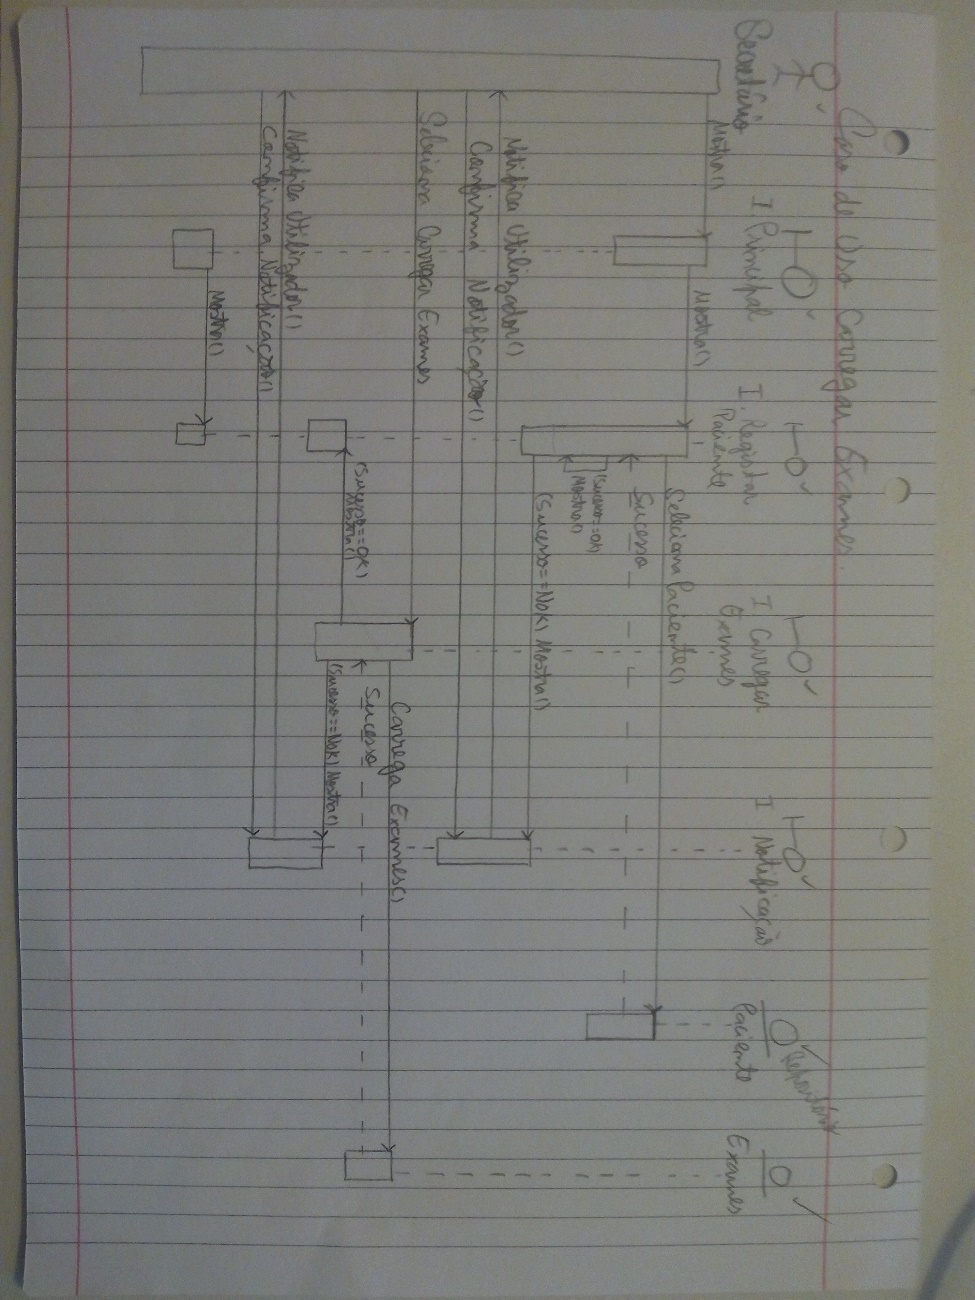 Caso de Uso Carregar Exames.
Secretário
I. Principal
I. Registar
Paciente
I Carregar
Exames
I Notificação
Paciente
Exames
Mostra()
Mostra()
Seleciona Paciente()
Sucesso
(Sucesso==OK)
Mostra()
(Sucesso==NOK) Mostra()
Notifica Utilizador()
Confirma Notificação()
Seleciona Carregar Exames
Carrega Exames()
Sucesso
(Sucesso==OK)
Mostra()
(Sucesso==NOK) Mostra()
Notifica Utilizador()
Confirma Notificação()
Mostra()